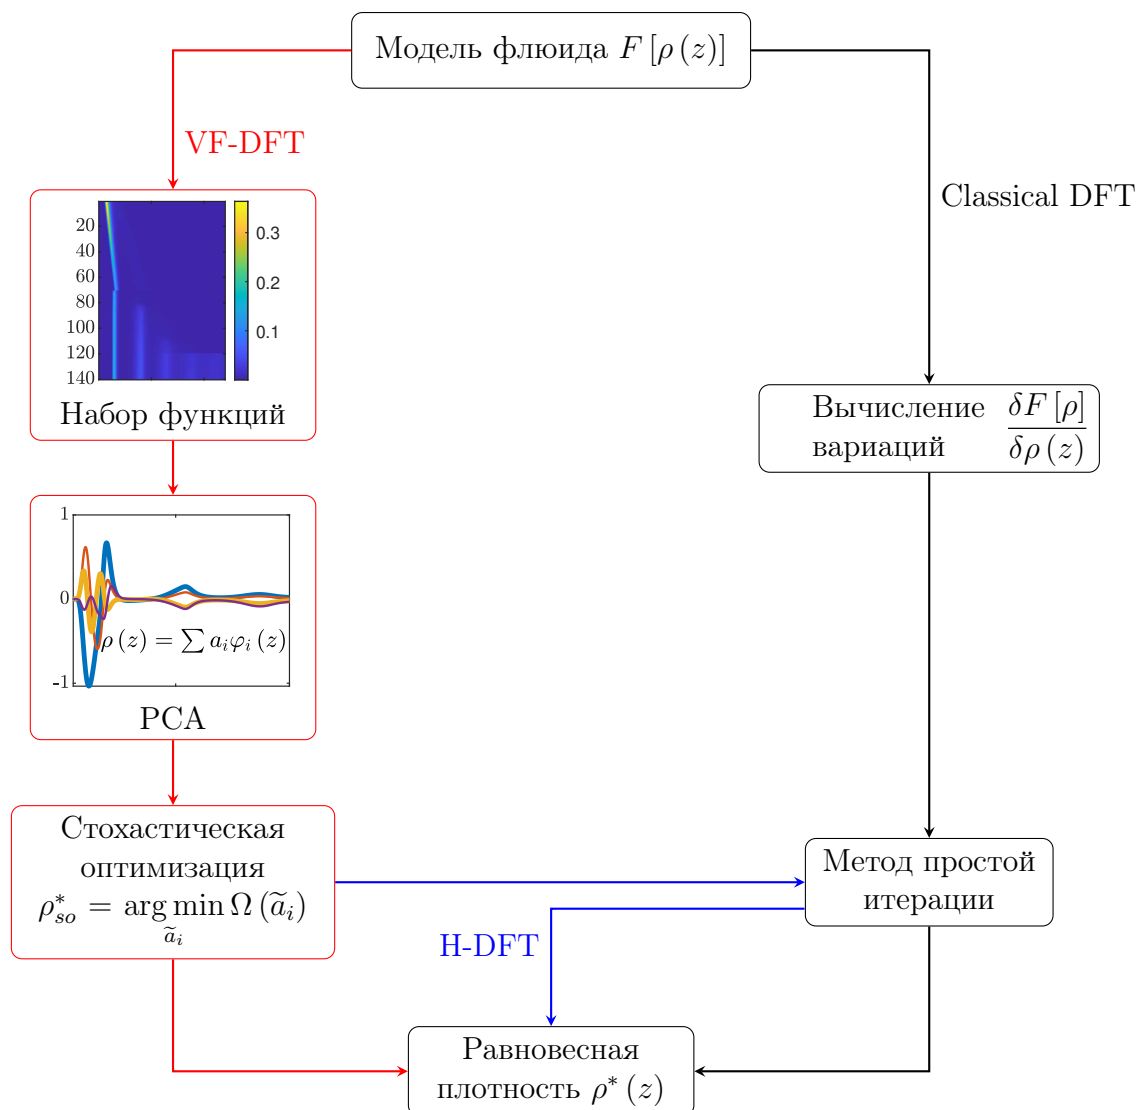 Модель флюида F [ρ (z)]
VF-DFT
Classical DFT
20
40
60
80
100
120
140
0.3
0.2
0.1
Набор функций
Вычисление
вариаций
δF [ρ]
δρ (z)
1
0
-1
ρ (z) = ∑ a_i φ_i (z)
PCA
Стохастическая
оптимизация
ρ*_{so} = arg min Ω (ã_i)
ã_i
Метод простой
итерации
H-DFT
Равновесная
плотность ρ* (z)